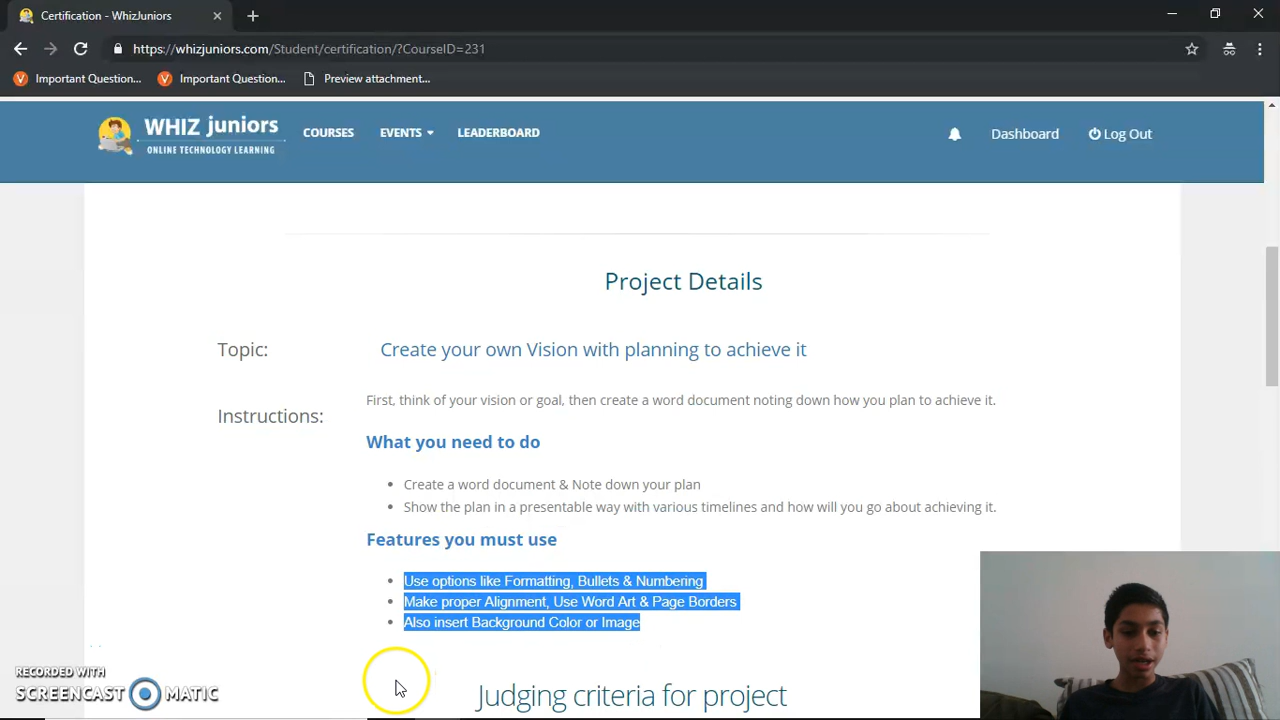 Certification - WhizJuniors
https://whizjuniors.com/Student/certification/?CourseID=231
Important Question... Important Question... Preview attachment...
WHIZ juniors
ONLINE TECHNOLOGY LEARNING
COURSES EVENTS LEADERBOARD Dashboard Log Out
Project Details
Topic: Create your own Vision with planning to achieve it
Instructions: First, think of your vision or goal, then create a word document noting down how you plan to achieve it.
What you need to do
• Create a word document & Note down your plan
• Show the plan in a presentable way with various timelines and how will you go about achieving it.
Features you must use
• Use options like Formatting, Bullets & Numbering
• Make proper Alignment, Use Word Art & Page Borders
• Also insert Background Color or Image
Judging criteria for project
RECORDED WITH
SCREENCAST MATIC